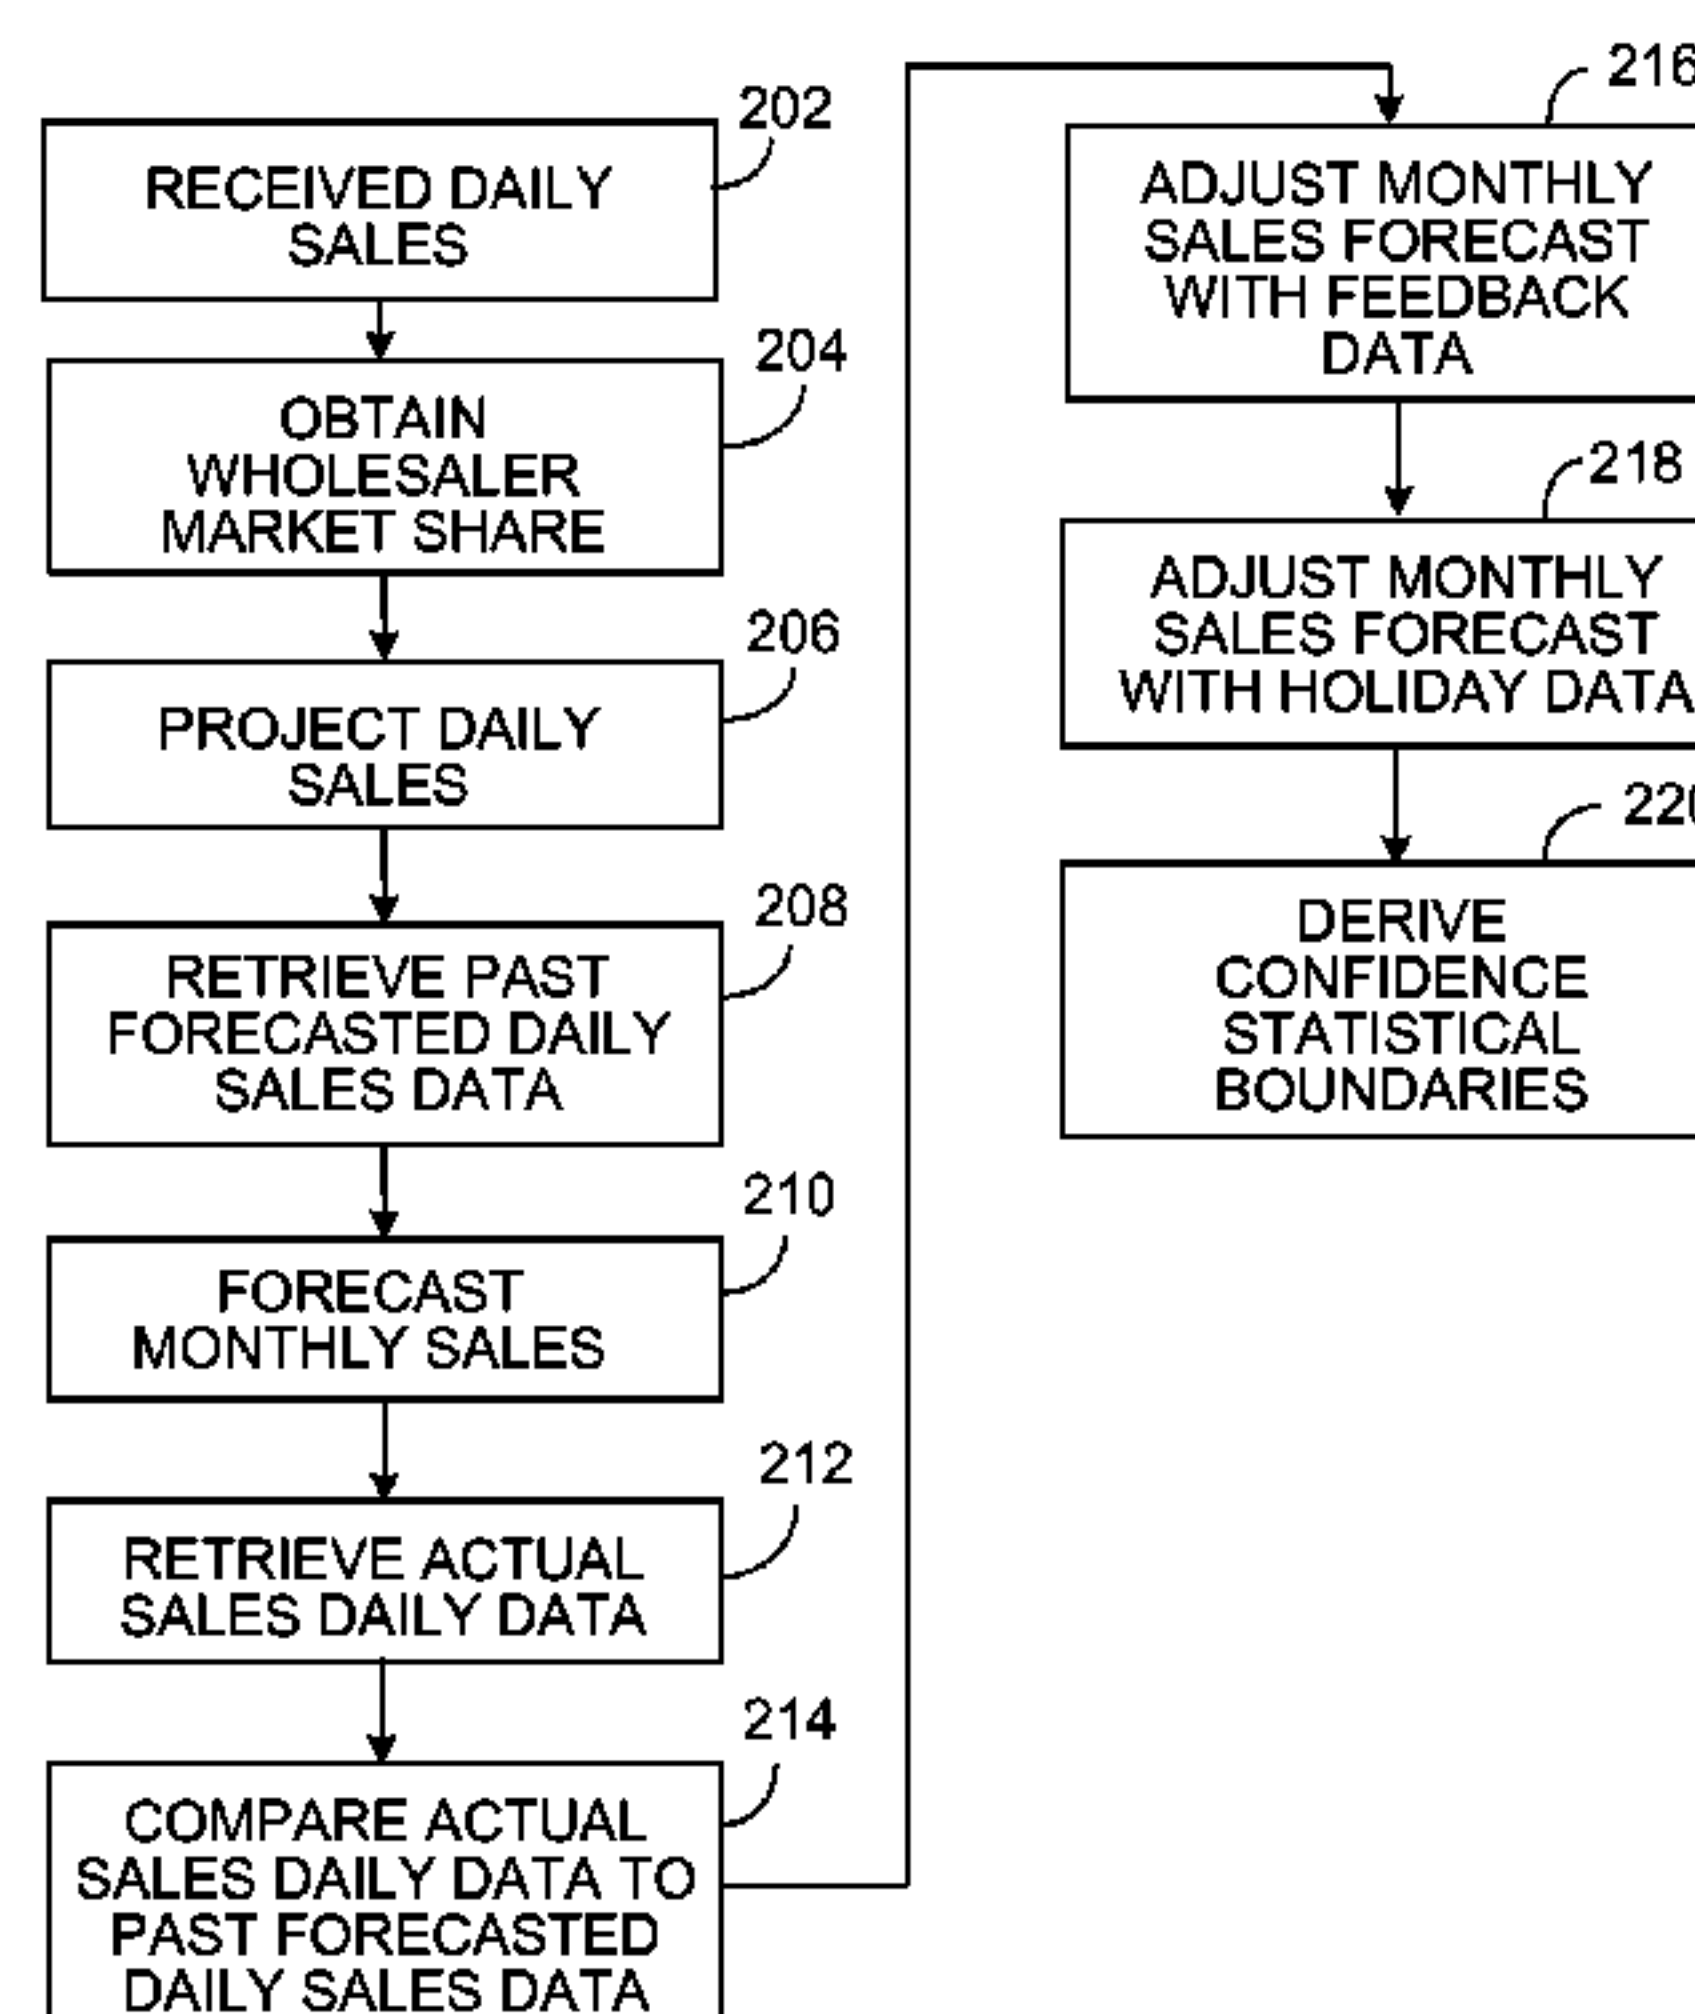 202
RECEIVED DAILY
SALES
204
OBTAIN
WHOLESALER
MARKET SHARE
206
PROJECT DAILY
SALES
208
RETRIEVE PAST
FORECASTED DAILY
SALES DATA
210
FORECAST
MONTHLY SALES
212
RETRIEVE ACTUAL
SALES DAILY DATA
214
COMPARE ACTUAL
SALES DAILY DATA TO
PAST FORECASTED
DAILY SALES DATA
216
ADJUST MONTHLY
SALES FORECAST
WITH FEEDBACK
DATA
218
ADJUST MONTHLY
SALES FORECAST
WITH HOLIDAY DATA
220
DERIVE
CONFIDENCE
STATISTICAL
BOUNDARIES